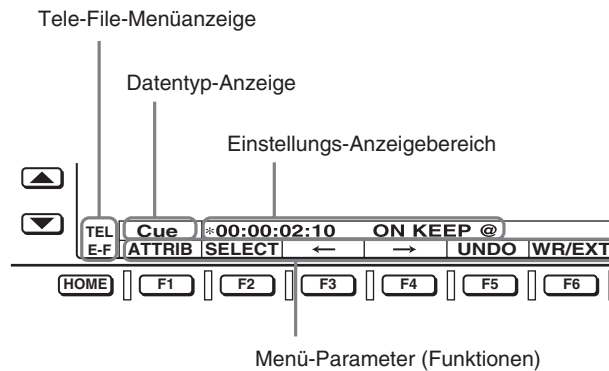 Tele-File-Menüanzeige
Datentyp-Anzeige
Einstellungs-Anzeigebereich
TEL Cue *00:00:02:10 ON KEEP @
E-F ATTRIB SELECT ← → UNDO WR/EXT
HOME F1 F2 F3 F4 F5 F6
Menü-Parameter (Funktionen)